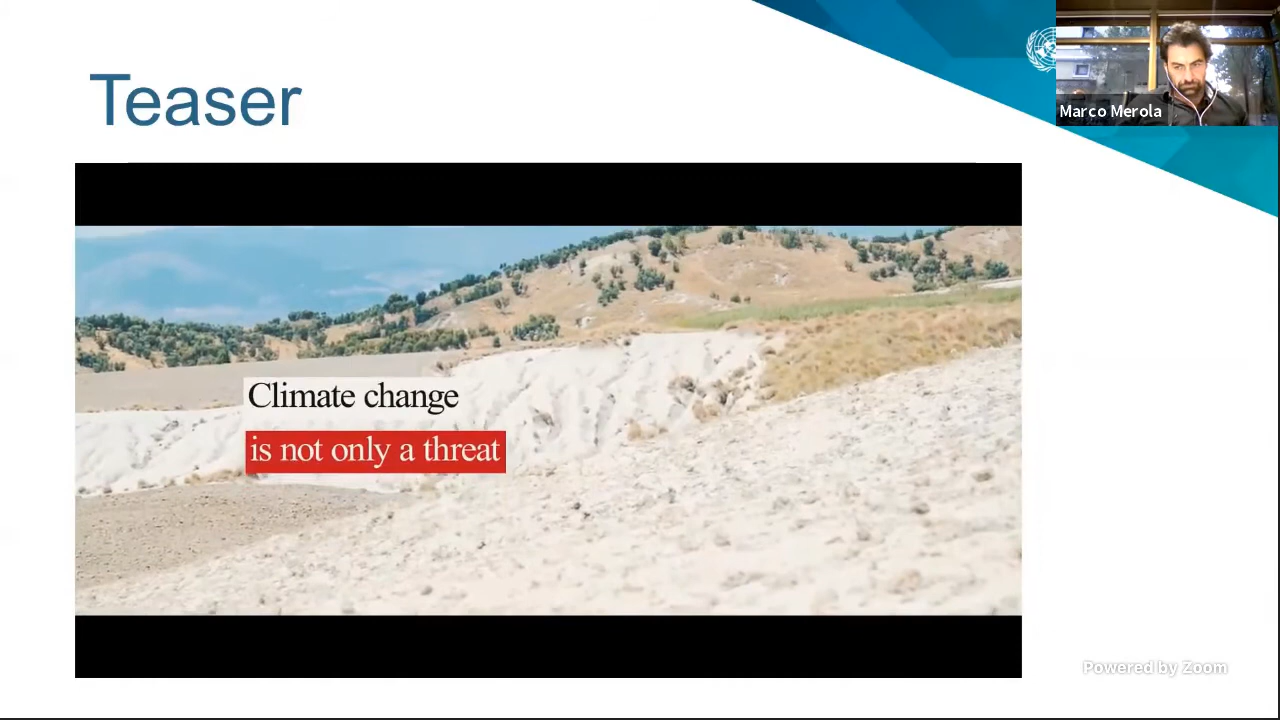 Teaser
Marco Merola
Climate change
is not only a threat
Powered by Zoom